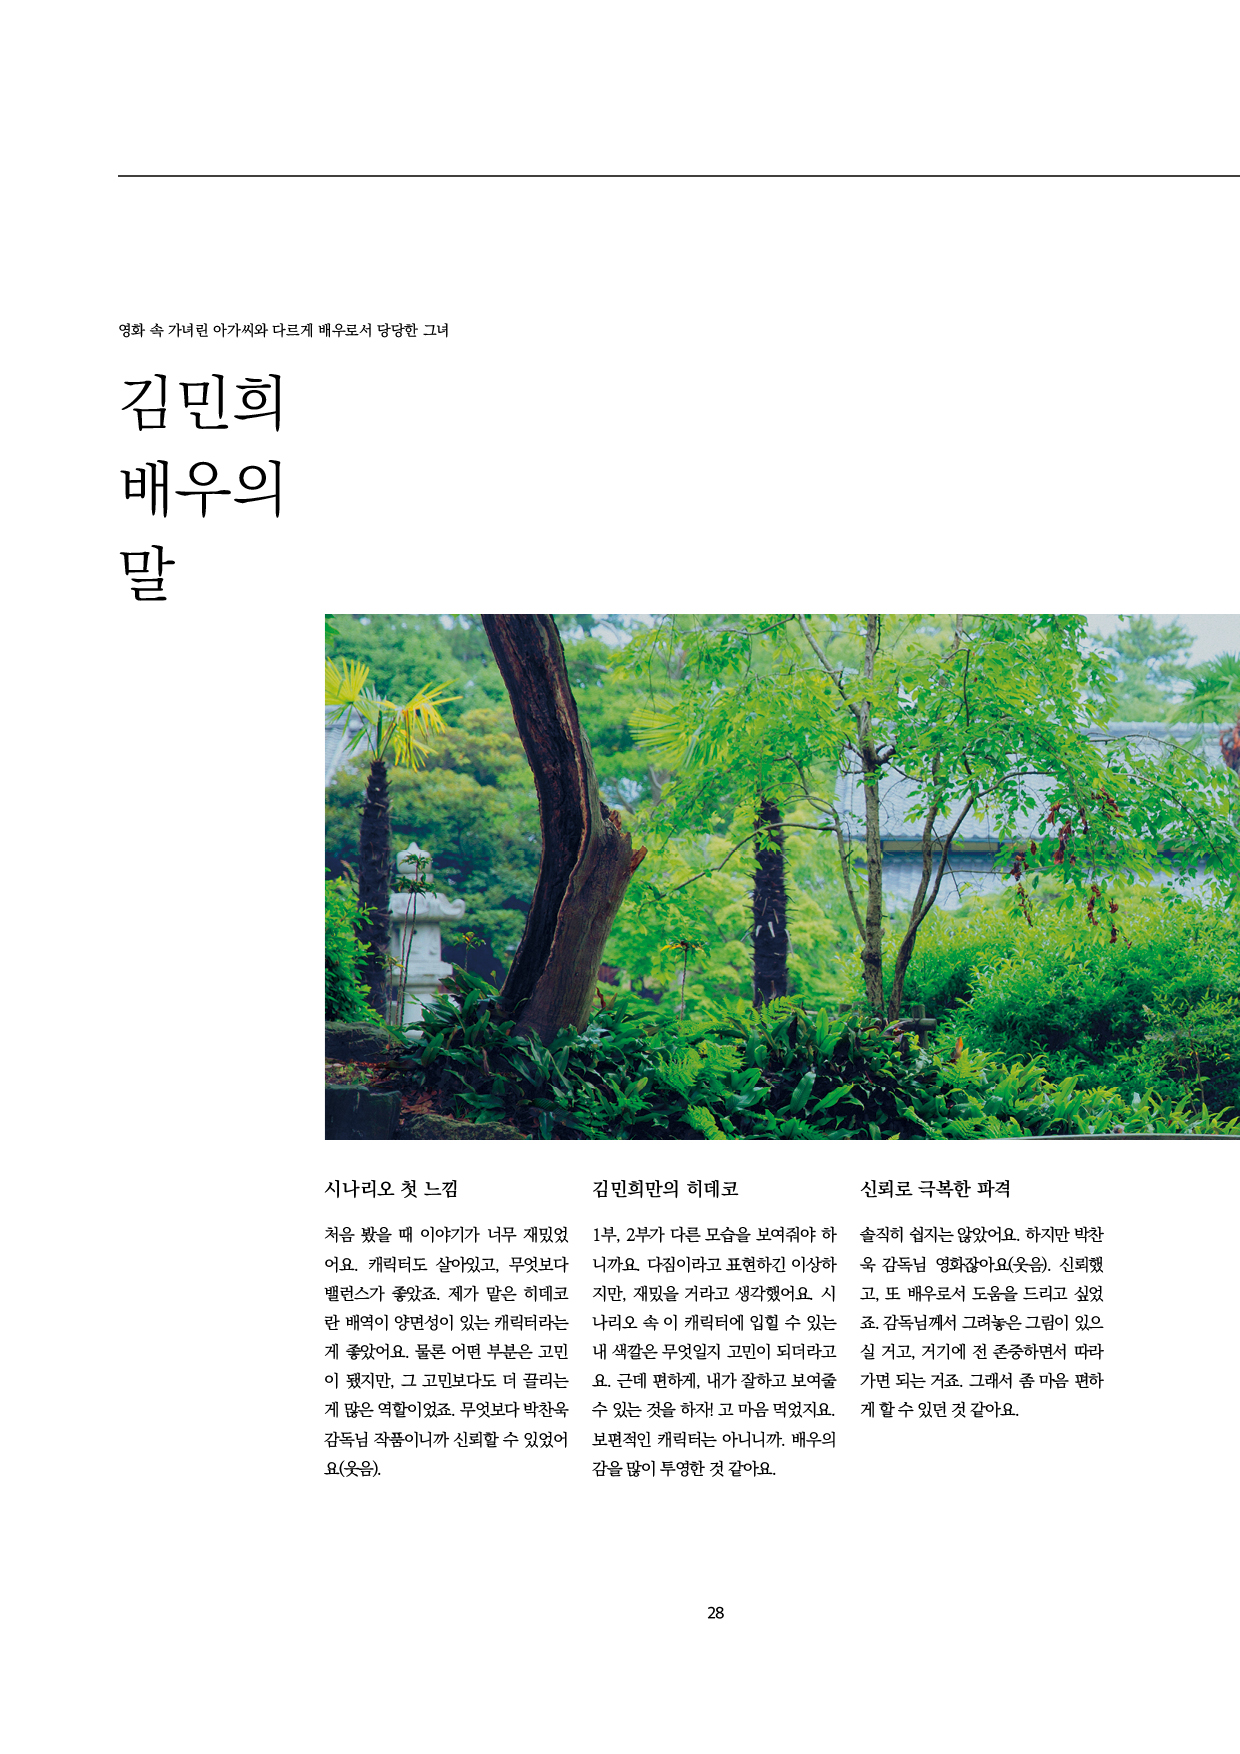 영화 속 가녀린 아가씨와 다르게 배우로서 당당한 그녀
김민희
배우의
말
시나리오 첫 느낌
처음 봤을 때 이야기가 너무 재밌었
어요. 캐릭터도 살아있고, 무엇보다
밸런스가 좋았죠. 제가 맡은 히데코
란 배역이 양면성이 있는 캐릭터라는
게 좋았어요. 물론 어떤 부분은 고민
이 됐지만, 그 고민보다도 더 끌리는
게 많은 역할이었죠. 무엇보다 박찬욱
감독님 작품이니까 신뢰할 수 있었어
요(웃음).
김민희만의 히데코
1부, 2부가 다른 모습을 보여줘야 하
니까요. 다짐이라고 표현하긴 이상하
지만, 재밌을 거라고 생각했어요. 시
나리오 속 이 캐릭터에 입힐 수 있는
내 색깔은 무엇일지 고민이 되더라고
요. 근데 편하게, 내가 잘하고 보여줄
수 있는 것을 하자! 고 마음 먹었지요.
보편적인 캐릭터는 아니니까. 배우의
감을 많이 투영한 것 같아요.
신뢰로 극복한 파격
솔직히 쉽지는 않았어요. 하지만 박찬
욱 감독님 영화잖아요(웃음). 신뢰했
고, 또 배우로서 도움을 드리고 싶었
죠. 감독님께서 그려놓은 그림이 있으
실 거고, 거기에 전 존중하면서 따라
가면 되는 거죠. 그래서 좀 마음 편하
게 할 수 있던 것 같아요.
28